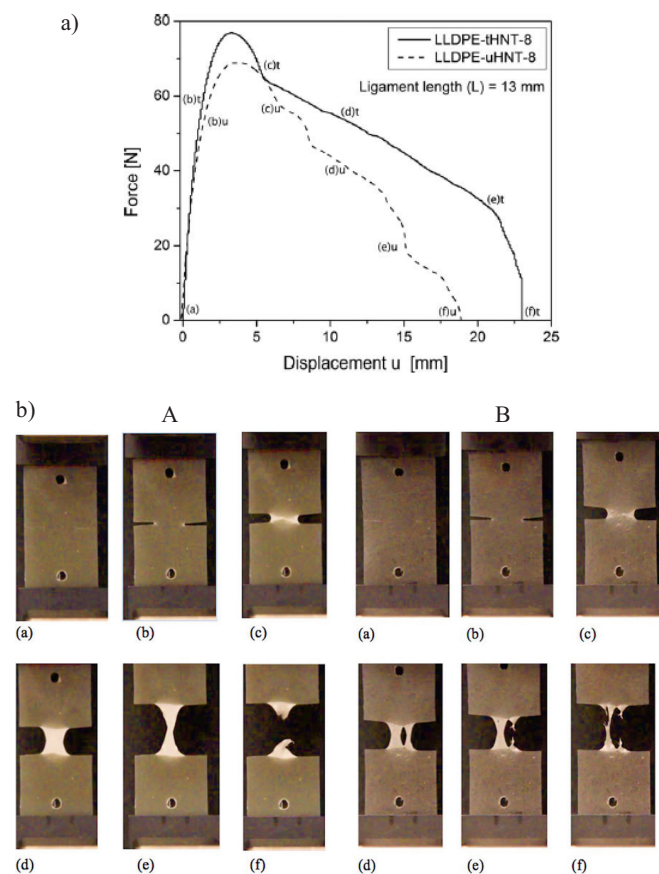 a)
80
60
40
20
0
Force [N]
LLDPE-tHNT-8
LLDPE-uHNT-8
Ligament length (L) = 13 mm
(c)t
(b)t
(b)u
(c)u
(d)t
(d)u
(e)t
(e)u
(a)
(f)u
(f)t
0 5 10 15 20 25
Displacement u [mm]
b)
A B
(a) (b) (c) (a) (b) (c)
(d) (e) (f) (d) (e) (f)